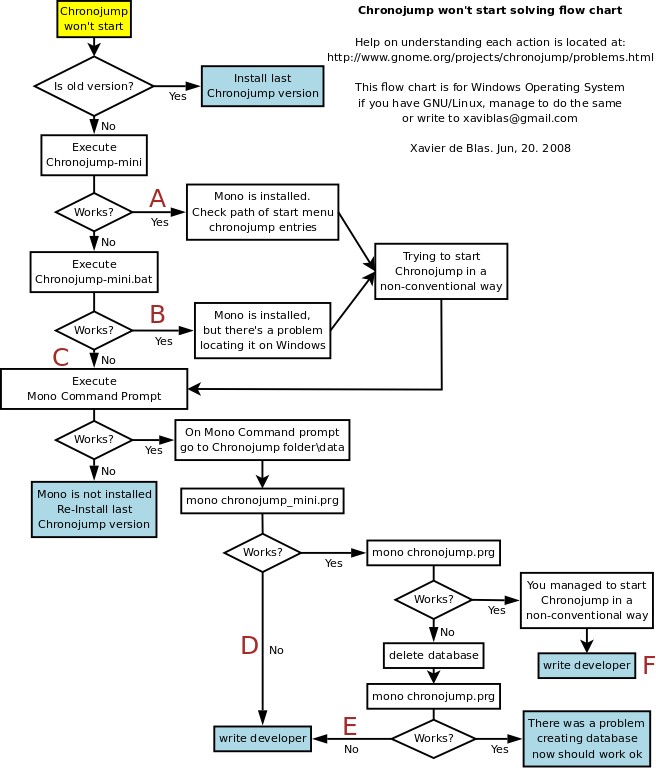 Chronojump
won't start
Chronojump won't start solving flow chart
Help on understanding each action is located at:
http://www.gnome.org/projects/chronojump/problems.html
This flow chart is for Windows Operating System
if you have GNU/Linux, manage to do the same
or write to xaviblas@gmail.com
Xavier de Blas. Jun, 20. 2008
Is old version?
Yes
Install last
Chronojump version
No
Execute
Chronojump-mini
Works?
A
Yes
Mono is installed.
Check path of start menu
chronojump entries
No
Trying to start
Chronojump in a
non-conventional way
Execute
Chronojump-mini.bat
Works?
B
Yes
Mono is installed,
but there's a problem
locating it on Windows
C
No
Execute
Mono Command Prompt
Works?
Yes
On Mono Command prompt
go to Chronojump folder\data
No
Mono is not installed
Re-Install last
Chronojump version
mono chronojump_mini.prg
Works?
Yes
mono chronojump.prg
Works?
Yes
You managed to start
Chronojump in a
non-conventional way
No
D
No
delete database
write developer
F
mono chronojump.prg
write developer
E
No
Works?
Yes
There was a problem
creating database
now should work ok